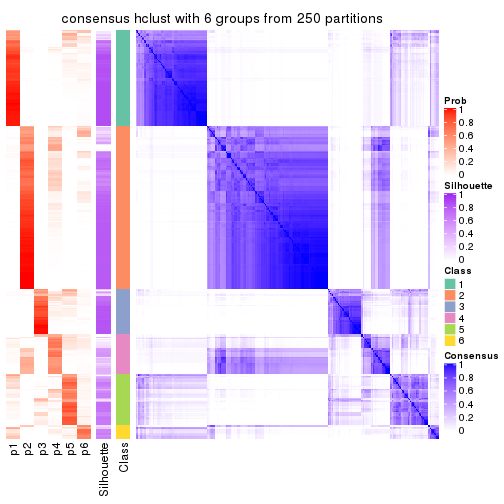 consensus hclust with 6 groups from 250 partitions
Prob
1
0.8
0.6
0.4
0.2
0
Silhouette
1
0.8
0.6
0.4
0.2
0
Class
1
2
3
4
5
6
Consensus
1
0.8
0.6
0.4
0.2
0
p1
p2
p3
p4
p5
p6
Silhouette
Class